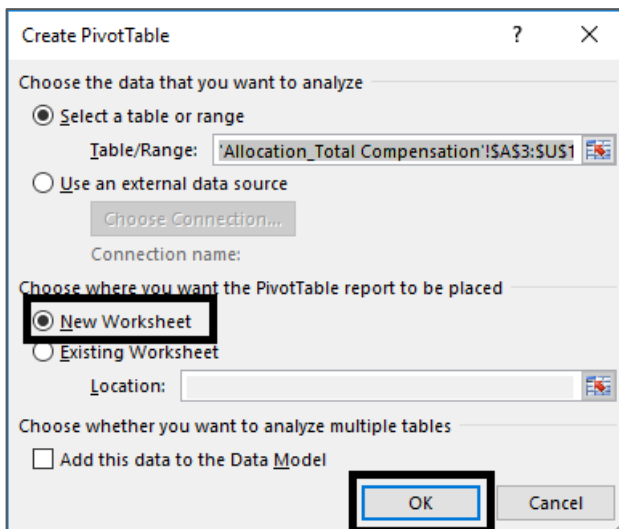 Create PivotTable ? ×
Choose the data that you want to analyze
Select a table or range
Table/Range: 'Allocation_Total Compensation'!$A$3:$U$1
Use an external data source
Choose Connection...
Connection name:
Choose where you want the PivotTable report to be placed
New Worksheet
Existing Worksheet
Location:
Choose whether you want to analyze multiple tables
Add this data to the Data Model
OK Cancel